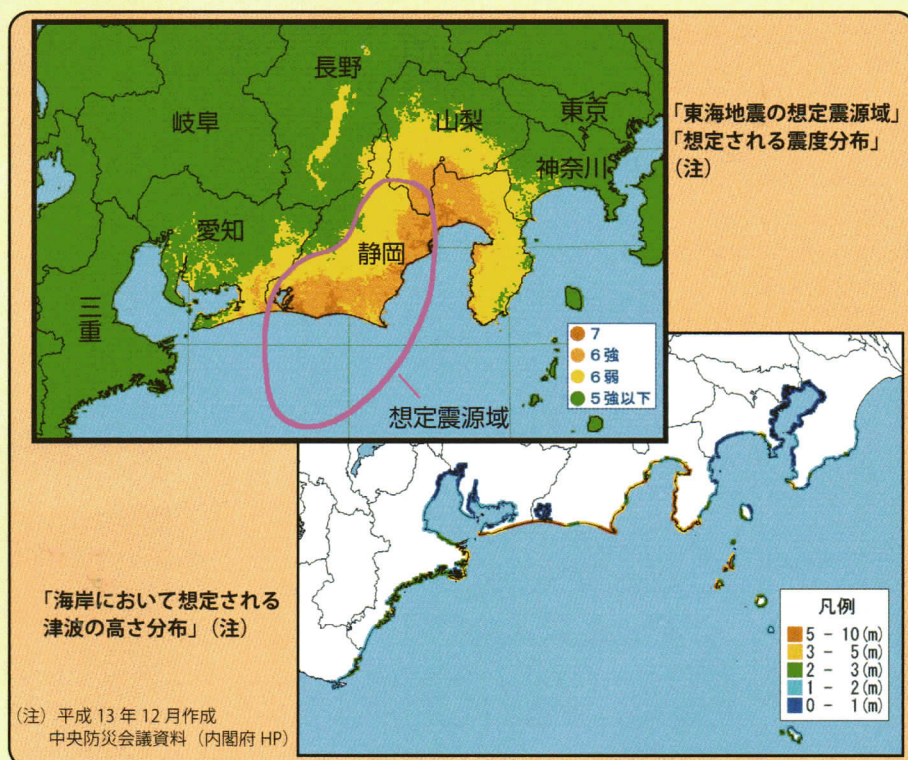 長野
岐阜
山梨
東京
神奈川
愛知
静岡
三重
7
6強
6弱
5強以下
想定震源域
「東海地震の想定震源域」
「想定される震度分布」
(注)
「海岸において想定される
津波の高さ分布」(注)
凡例
5 - 10(m)
3 - 5(m)
2 - 3(m)
1 - 2(m)
0 - 1(m)
(注) 平成13年12月作成
中央防災会議資料（内閣府HP）